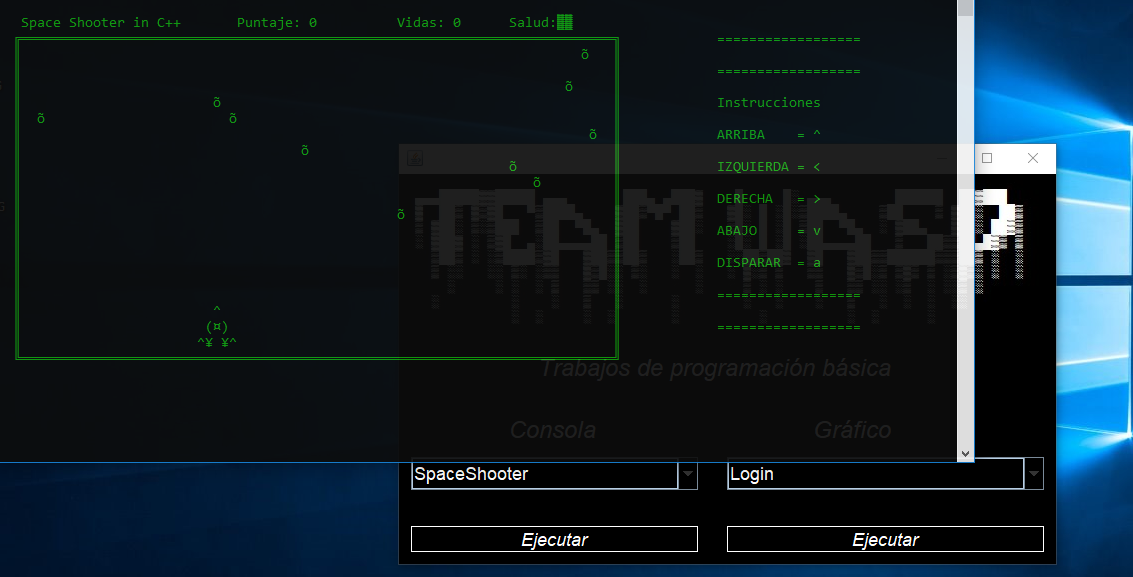 Space Shooter in C++ Puntaje: 0 Vidas: 0 Salud:▓▓
==================
==================
Instrucciones
ARRIBA = ^
IZQUIERDA = <
DERECHA = >
ABAJO = v
DISPARAR = a
==================
==================
TEAM WASD
Trabajos de programación básica
Consola Gráfico
SpaceShooter Login
Ejecutar Ejecutar